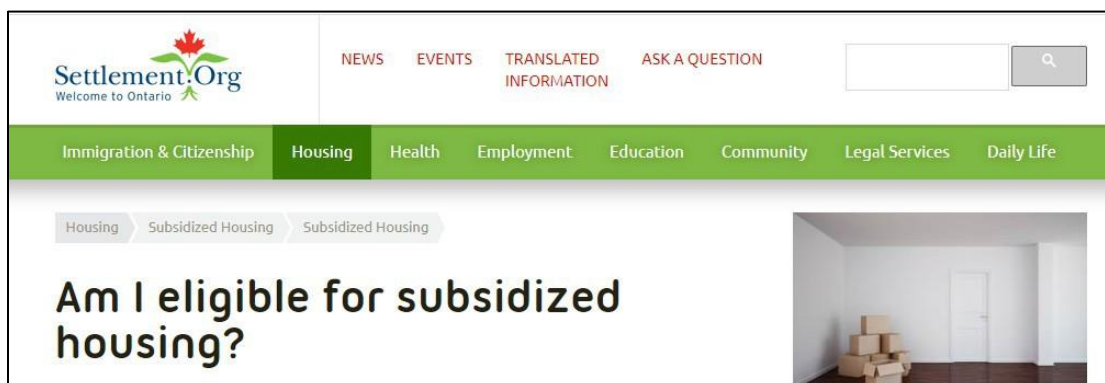 Settlement.Org
Welcome to Ontario
NEWS EVENTS TRANSLATED INFORMATION ASK A QUESTION
Immigration & Citizenship Housing Health Employment Education Community Legal Services Daily Life
Housing Subsidized Housing Subsidized Housing
Am I eligible for subsidized
housing?